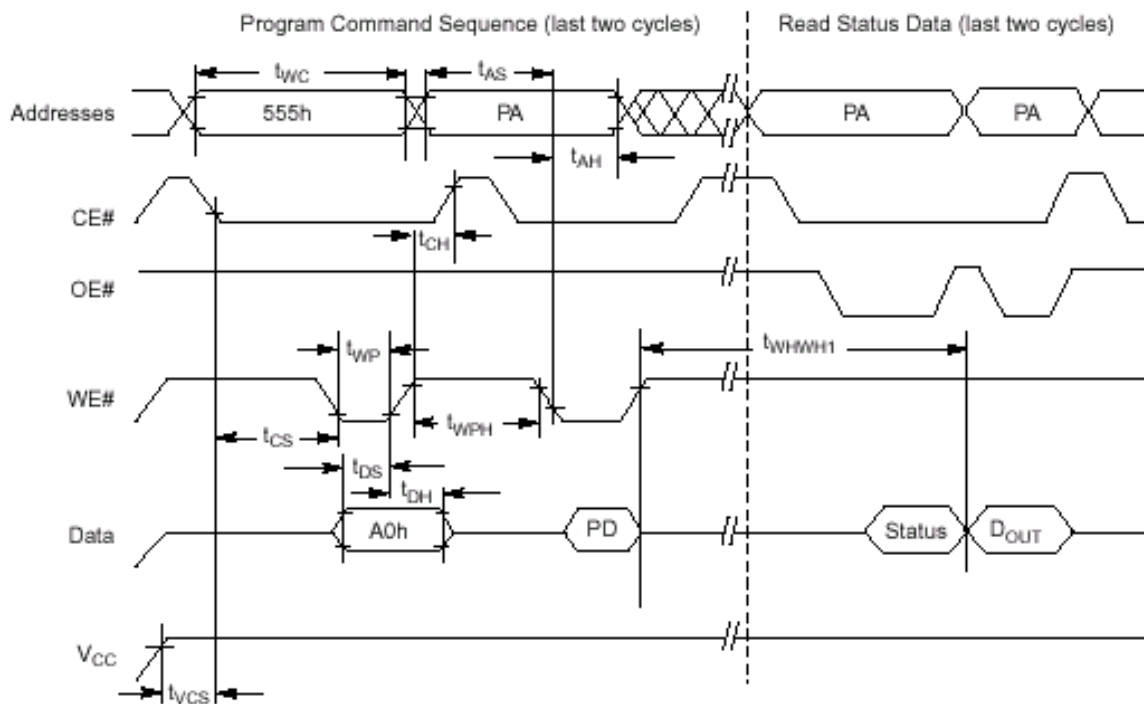 Program Command Sequence (last two cycles)
Read Status Data (last two cycles)
tWC
tAS
Addresses
555h
PA
PA
PA
tAH
CE#
tCH
OE#
tWP
tWHWH1
WE#
tCS
tWPH
tDS
tDH
Data
A0h
PD
Status
DOUT
VCC
tVCS